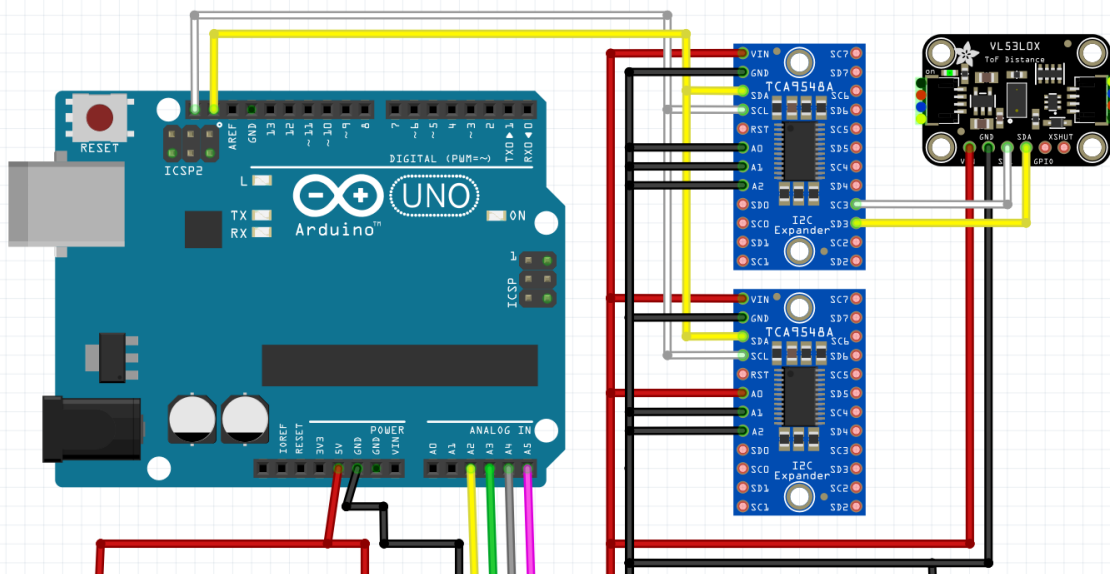 RESET
ICSP2
AREF
GND
13
12
~11
~10
~9
8
7
~6
~5
4
~3
2
TXD▶1
RXD◀0
DIGITAL (PWM=~)
L
TX
RX
Arduino™
UNO
ON
1
ICSP
POWER
ANALOG IN
IOREF
RESET
3V3
5V
GND
GND
VIN
A0
A1
A2
A3
A4
A5
VIN
GND
SDA
SCL
RST
A0
A1
A2
SD0
SC0
SD1
SC1
TCA9548A
I2C
Expander
SC7
SD7
SC6
SD6
SC5
SD5
SC4
SD4
SC3
SD3
SC2
SD2
VIN
GND
SDA
SCL
RST
A0
A1
A2
SD0
SC0
SD1
SC1
TCA9548A
I2C
Expander
SC7
SD7
SC6
SD6
SC5
SD5
SC4
SD4
SC3
SD3
SC2
SD2
VL53L0X
ToF Distance
on
GND
SDA
GPIO
XSHUT